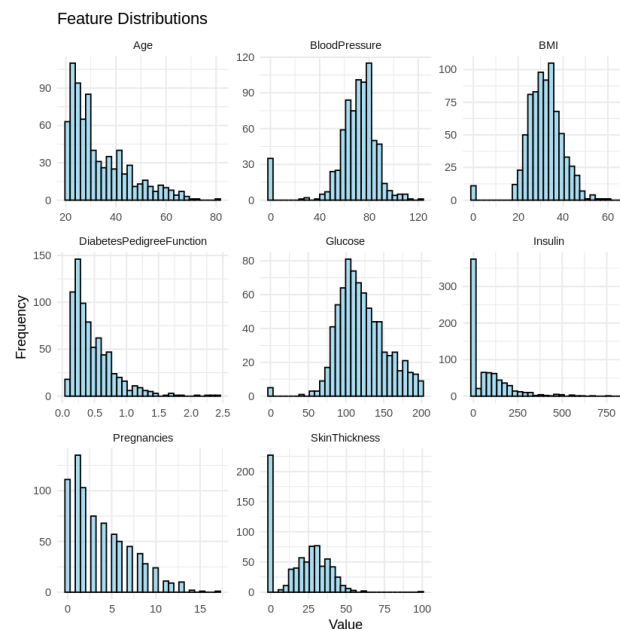 Feature Distributions
Age
BloodPressure
BMI
90
60
30
0
20 40 60 80
120
90
60
30
0
0 40 80 120
100
75
50
25
0
0 20 40 60
DiabetesPedigreeFunction
Glucose
Insulin
Frequency
150
100
50
0
0.0 0.5 1.0 1.5 2.0 2.5
80
60
40
20
0
0 50 100 150 200
300
200
100
0
0 250 500 750
Pregnancies
SkinThickness
100
50
0
0 5 10 15
200
150
100
50
0
0 25 50 75 100
Value